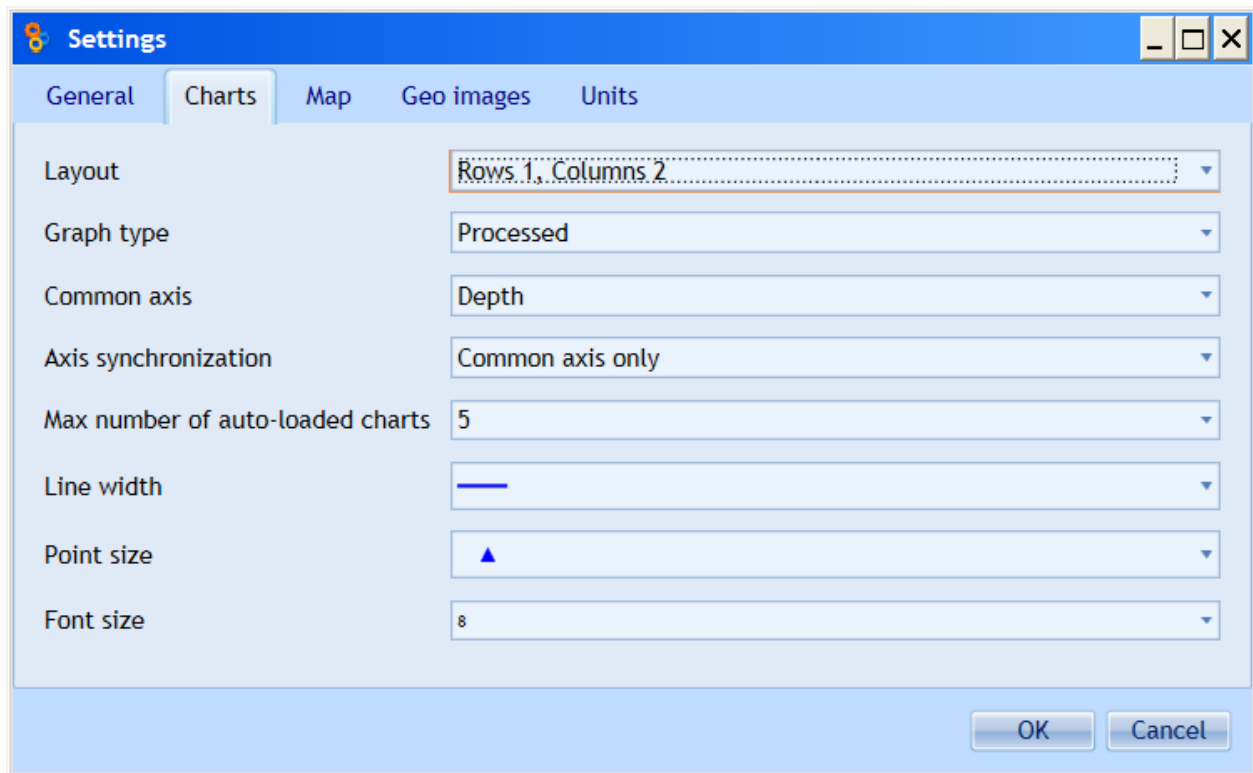 Settings
General Charts Map Geo images Units
Layout Rows 1, Columns 2
Graph type Processed
Common axis Depth
Axis synchronization Common axis only
Max number of auto-loaded charts 5
Line width
Point size
Font size 8
OK Cancel